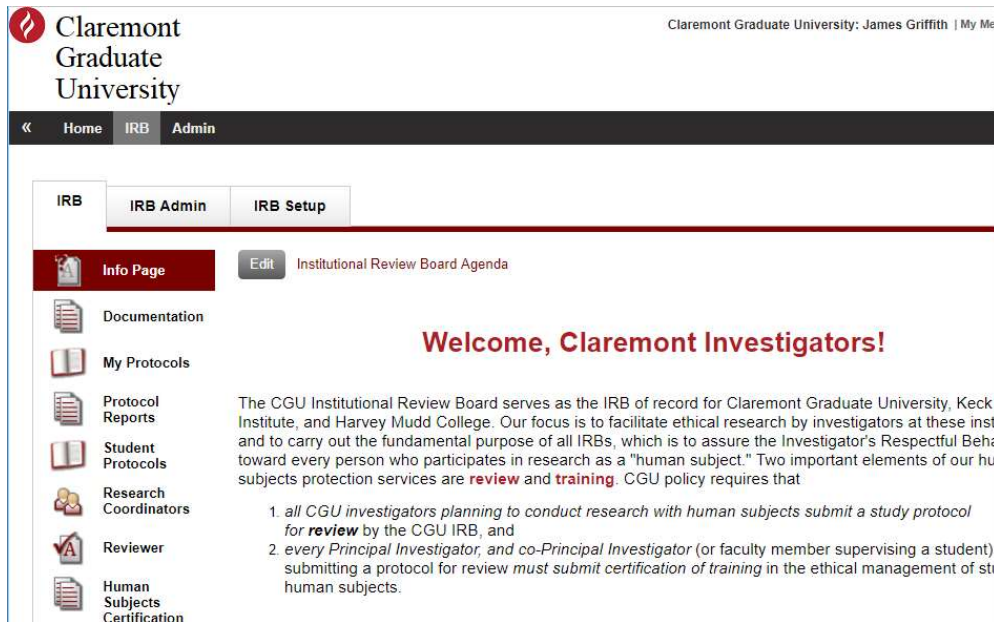 Claremont
Graduate
University
Claremont Graduate University: James Griffith | My Me
« Home IRB Admin
IRB IRB Admin IRB Setup
Info Page
Documentation
My Protocols
Protocol
Reports
Student
Protocols
Research
Coordinators
Reviewer
Human
Subjects
Certification
Edit Institutional Review Board Agenda
Welcome, Claremont Investigators!
The CGU Institutional Review Board serves as the IRB of record for Claremont Graduate University, Keck
Institute, and Harvey Mudd College. Our focus is to facilitate ethical research by investigators at these inst
and to carry out the fundamental purpose of all IRBs, which is to assure the Investigator's Respectful Beha
toward every person who participates in research as a "human subject." Two important elements of our hu
subjects protection services are review and training. CGU policy requires that
1. all CGU investigators planning to conduct research with human subjects submit a study protocol
for review by the CGU IRB, and
2. every Principal Investigator, and co-Principal Investigator (or faculty member supervising a student)
submitting a protocol for review must submit certification of training in the ethical management of stu
human subjects.